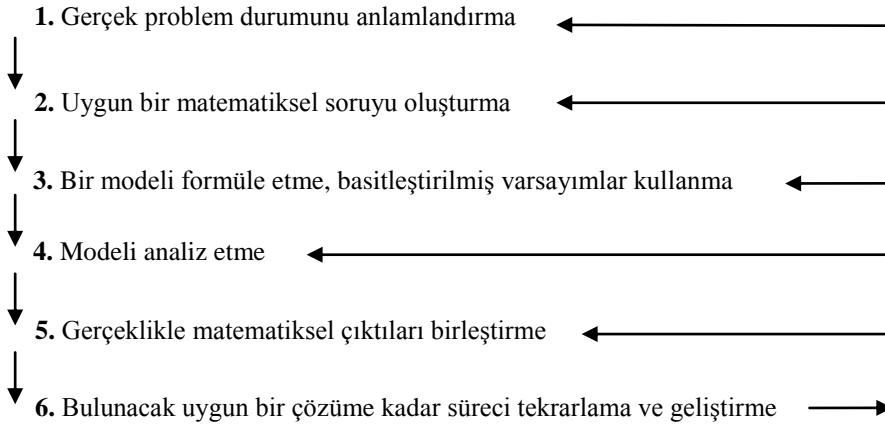 1. Gerçek problem durumunu anlamlandırma
2. Uygun bir matematiksel soruyu oluşturma
3. Bir modeli formüle etme, basitleştirilmiş varsayımlar kullanma
4. Modeli analiz etme
5. Gerçeklikle matematiksel çıktıları birleştirme
6. Bulunacak uygun bir çözüme kadar süreci tekrarlama ve geliştirme